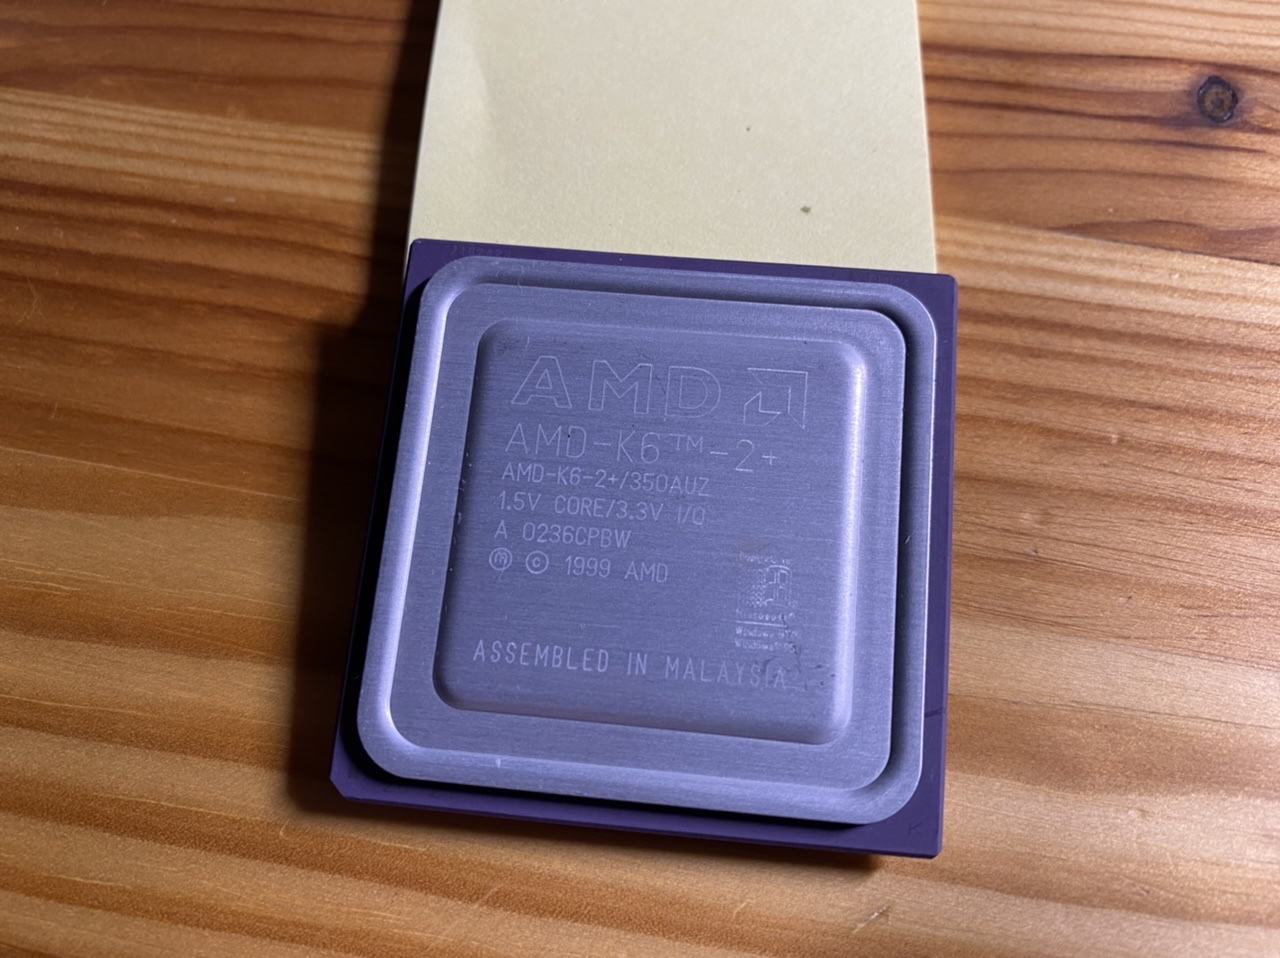 AMD
AMD-K6™-2+
AMD-K6-2+/350AUZ
1.5V CORE/3.3V I/O
A 0236CPBW
ⓜ © 1999 AMD
Microsoft®
ASSEMBLED IN MALAYSIA
K